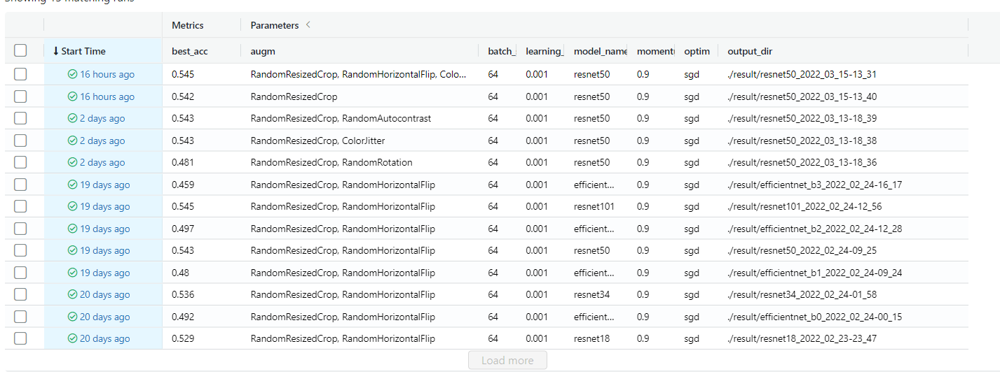 Showing 13 matching runs
Metrics Parameters
Start Time best_acc augm batch_ learning_ model_name momentu optim output_dir
16 hours ago 0.545 RandomResizedCrop, RandomHorizontalFlip, Colo... 64 0.001 resnet50 0.9 sgd ./result/resnet50_2022_03_15-13_31
16 hours ago 0.542 RandomResizedCrop 64 0.001 resnet50 0.9 sgd ./result/resnet50_2022_03_15-13_40
2 days ago 0.543 RandomResizedCrop, RandomAutocontrast 64 0.001 resnet50 0.9 sgd ./result/resnet50_2022_03_13-18_39
2 days ago 0.543 RandomResizedCrop, ColorJitter 64 0.001 resnet50 0.9 sgd ./result/resnet50_2022_03_13-18_38
2 days ago 0.481 RandomResizedCrop, RandomRotation 64 0.001 resnet50 0.9 sgd ./result/resnet50_2022_03_13-18_36
19 days ago 0.459 RandomResizedCrop, RandomHorizontalFlip 64 0.001 efficient... 0.9 sgd ./result/efficientnet_b3_2022_02_24-16_17
19 days ago 0.545 RandomResizedCrop, RandomHorizontalFlip 64 0.001 resnet101 0.9 sgd ./result/resnet101_2022_02_24-12_56
19 days ago 0.497 RandomResizedCrop, RandomHorizontalFlip 64 0.001 efficient... 0.9 sgd ./result/efficientnet_b2_2022_02_24-12_28
19 days ago 0.543 RandomResizedCrop, RandomHorizontalFlip 64 0.001 resnet50 0.9 sgd ./result/resnet50_2022_02_24-09_25
19 days ago 0.48 RandomResizedCrop, RandomHorizontalFlip 64 0.001 efficient... 0.9 sgd ./result/efficientnet_b1_2022_02_24-09_24
20 days ago 0.536 RandomResizedCrop, RandomHorizontalFlip 64 0.001 resnet34 0.9 sgd ./result/resnet34_2022_02_24-01_58
20 days ago 0.492 RandomResizedCrop, RandomHorizontalFlip 64 0.001 efficient... 0.9 sgd ./result/efficientnet_b0_2022_02_24-00_15
20 days ago 0.529 RandomResizedCrop, RandomHorizontalFlip 64 0.001 resnet18 0.9 sgd ./result/resnet18_2022_02_23-23_47
Load more